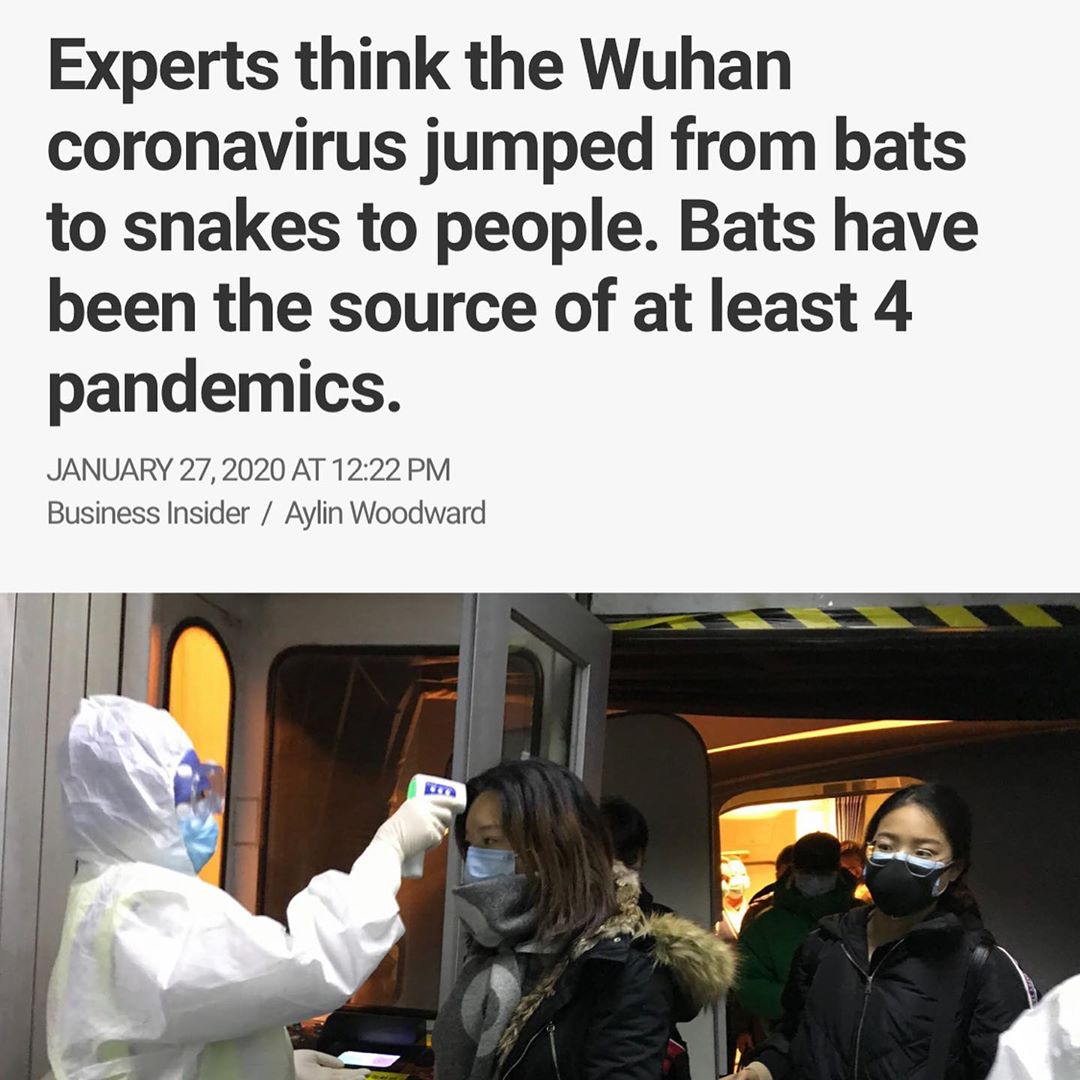 Experts think the Wuhan
coronavirus jumped from bats
to snakes to people. Bats have
been the source of at least 4
pandemics.
JANUARY 27, 2020 AT 12:22 PM
Business Insider / Aylin Woodward